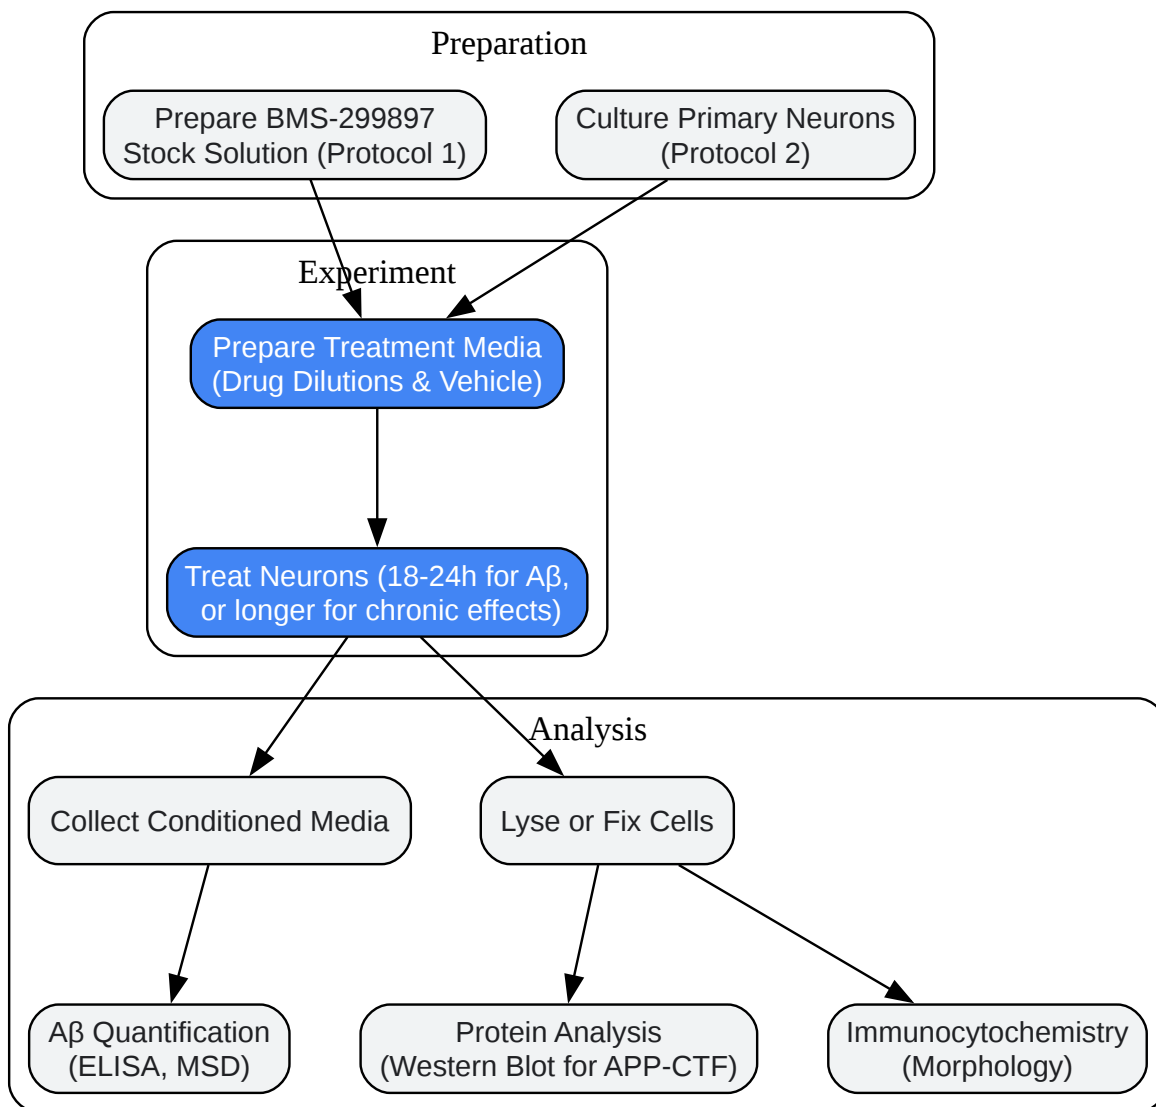 Preparation
Prepare BMS-299897
Stock Solution (Protocol 1)
Culture Primary Neurons
(Protocol 2)
Experiment
Prepare Treatment Media
(Drug Dilutions & Vehicle)
Treat Neurons (18-24h for Aβ,
or longer for chronic effects)
Analysis
Collect Conditioned Media
Lyse or Fix Cells
Aβ Quantification
(ELISA, MSD)
Protein Analysis
(Western Blot for APP-CTF)
Immunocytochemistry
(Morphology)